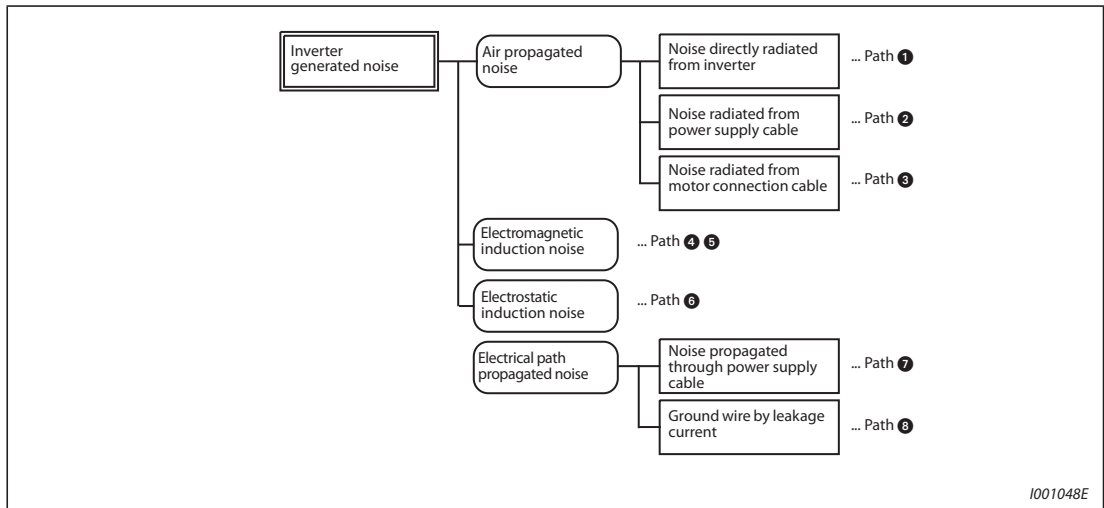 Inverter
generated noise
Air propagated
noise
Noise directly radiated
from inverter
... Path ❶
Noise radiated from
power supply cable
... Path ❷
Noise radiated from
motor connection cable
... Path ❸
Electromagnetic
induction noise
... Path ❹ ❺
Electrostatic
induction noise
... Path ❻
Electrical path
propagated noise
Noise propagated
through power supply
cable
... Path ❼
Ground wire by leakage
current
... Path ❽
I001048E